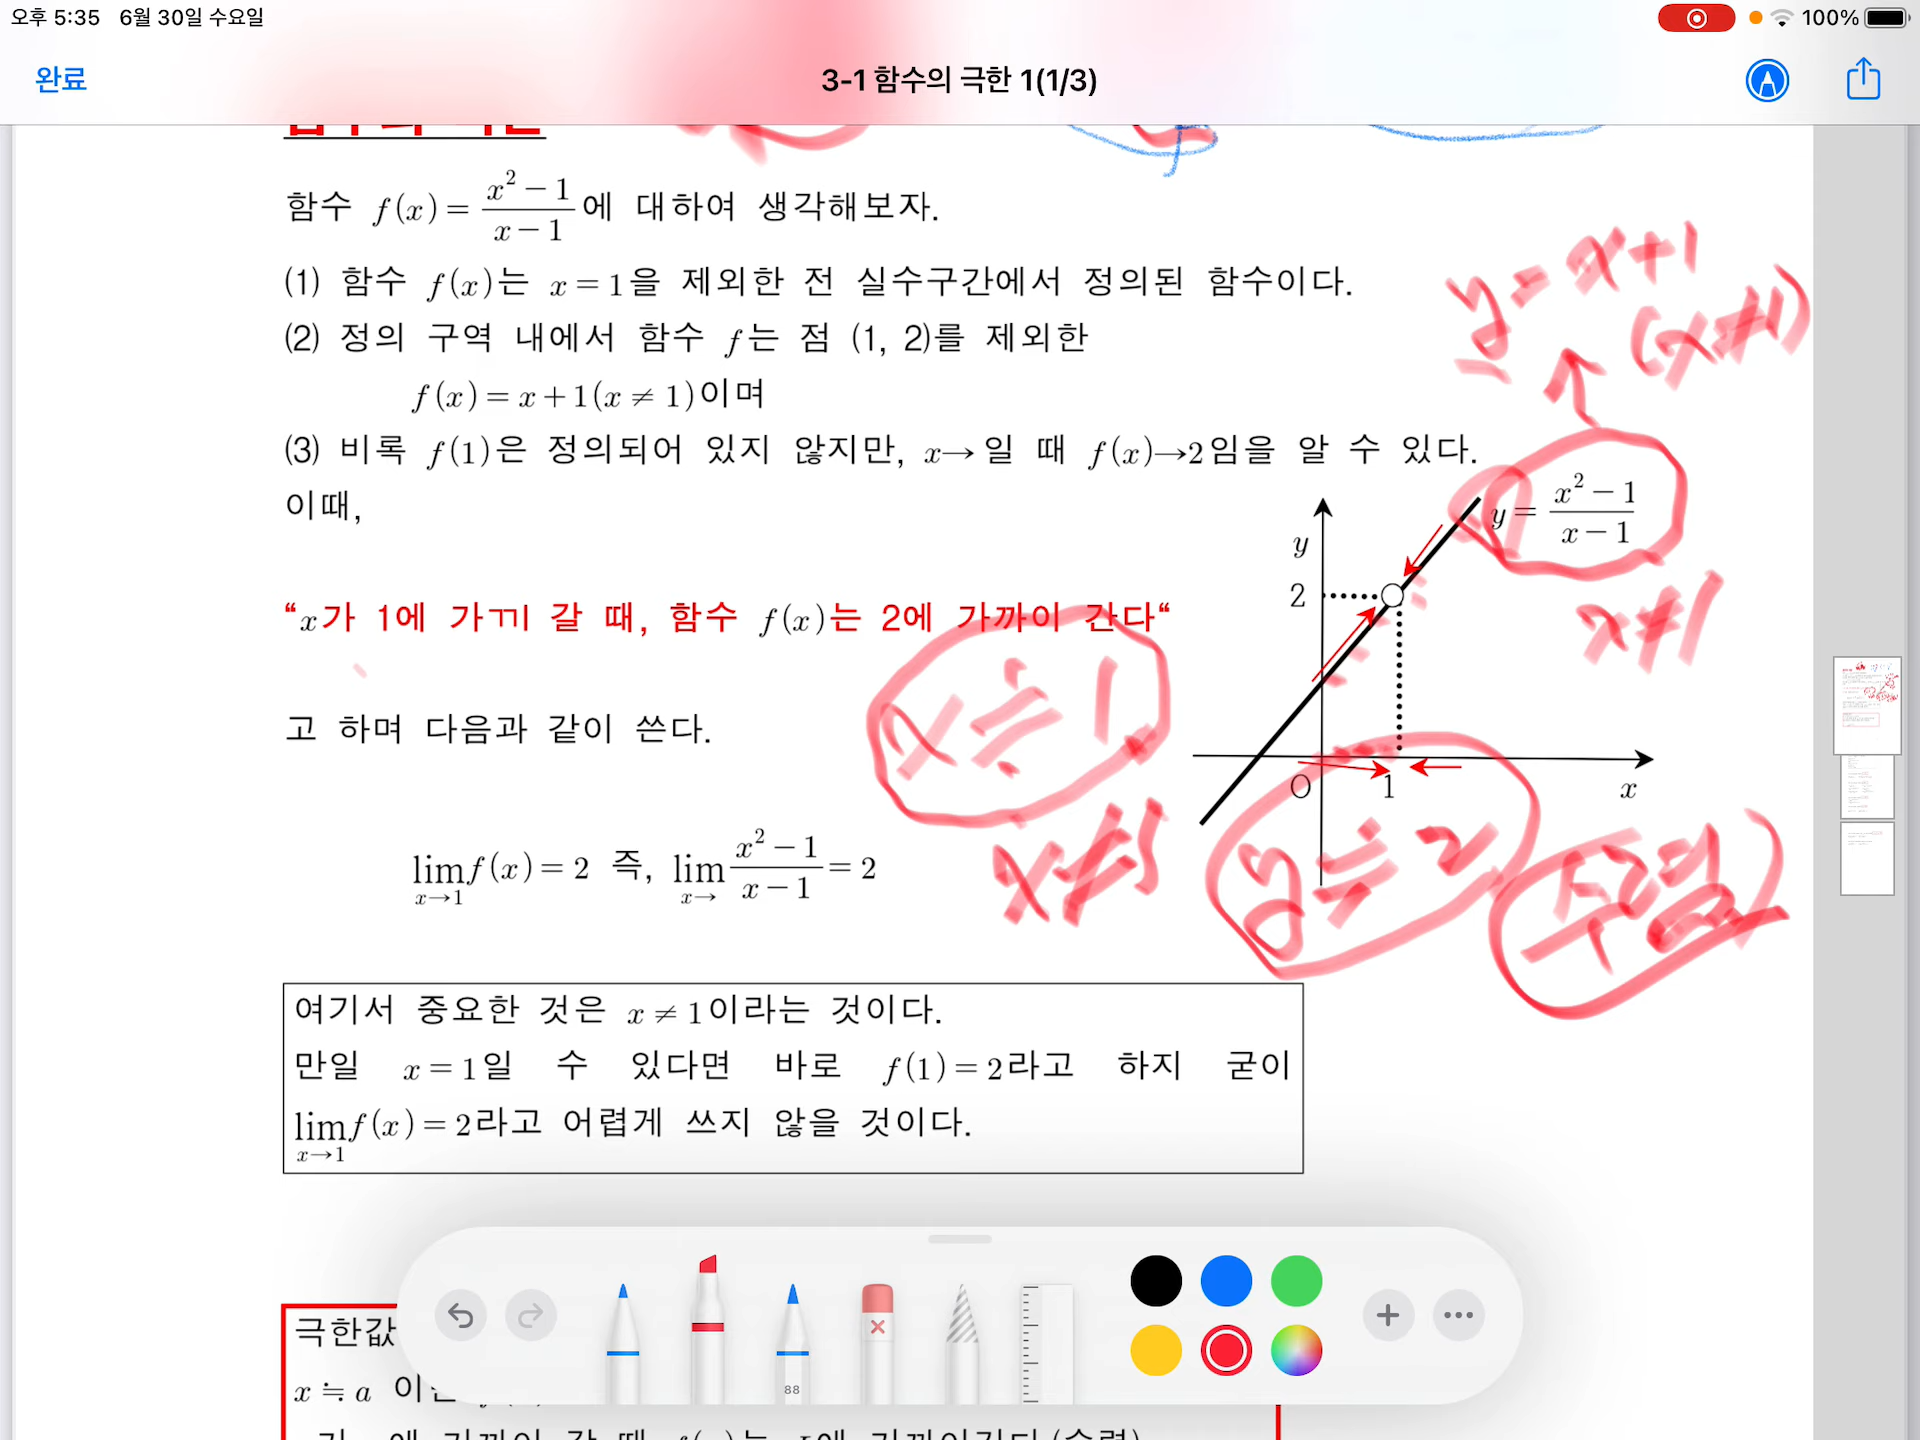 오후 5:35 6월 30일 수요일 100%
완료 3-1 함수의 극한 1(1/3)
함수 f(x) = (x² − 1)/(x − 1)에 대하여 생각해보자.
(1) 함수 f(x)는 x = 1을 제외한 전 실수구간에서 정의된 함수이다.
(2) 정의 구역 내에서 함수 f는 점 (1, 2)를 제외한
f(x) = x + 1(x ≠ 1)이며
(3) 비록 f(1)은 정의되어 있지 않지만, x→ 일 때 f(x)→2임을 알 수 있다.
이때,
y = x+1
(x≠1)
y = (x² − 1)/(x − 1)
x≠1
y
2
O 1 x
“x가 1에 가ㄲㅣ 갈 때, 함수 f(x)는 2에 가까이 간다“
x≒1
고 하며 다음과 같이 쓴다.
x≠1
y≒2
수렴
lim x→1 f(x) = 2 즉, lim x→ (x² − 1)/(x − 1) = 2
여기서 중요한 것은 x ≠ 1이라는 것이다.
만일 x = 1일 수 있다면 바로 f(1) = 2라고 하지 굳이
lim x→1 f(x) = 2라고 어렵게 쓰지 않을 것이다.
극한값
x ≒ a
88